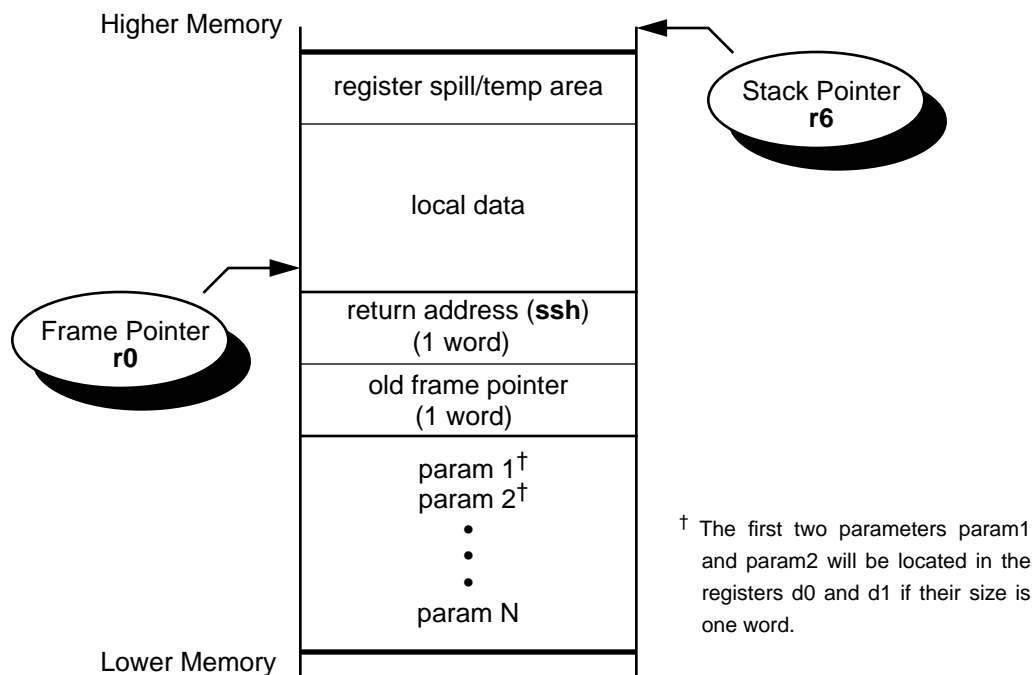 Higher Memory
register spill/temp area
Stack Pointer
r6
local data
Frame Pointer
r0
return address (ssh)
(1 word)
old frame pointer
(1 word)
param 1†
param 2†
•
•
•
param N
† The first two parameters param1
and param2 will be located in the
registers d0 and d1 if their size is
one word.
Lower Memory